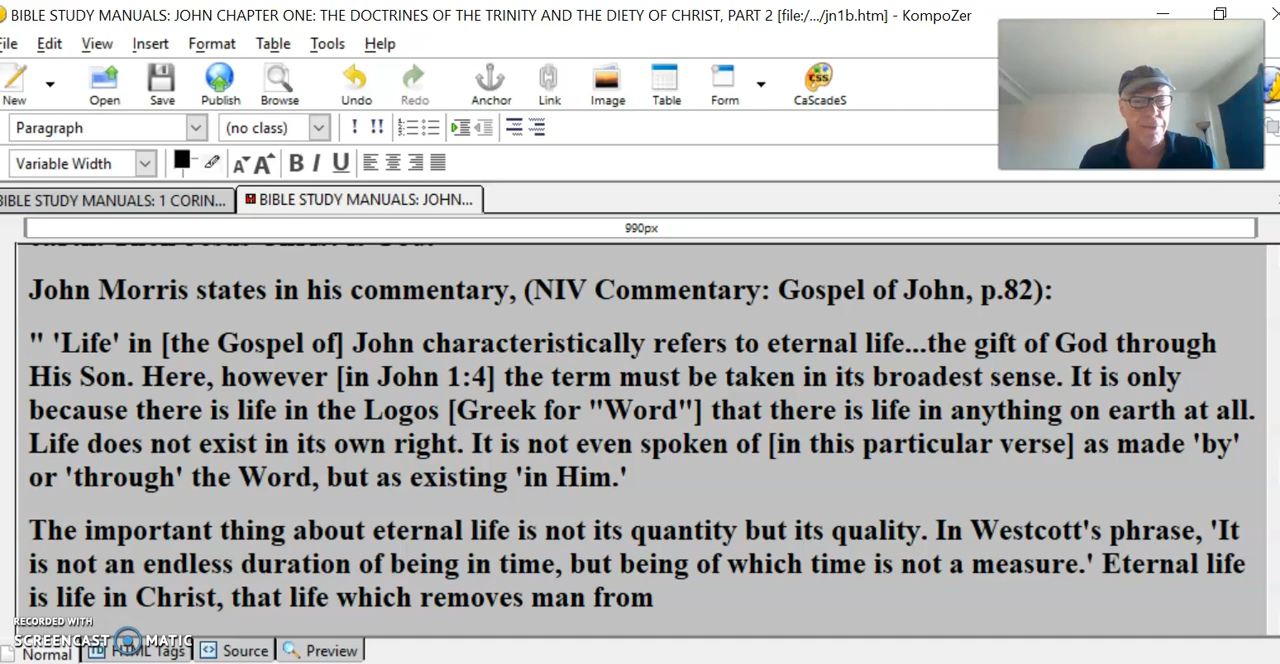 BIBLE STUDY MANUALS: JOHN CHAPTER ONE: THE DOCTRINES OF THE TRINITY AND THE DIETY OF CHRIST, PART 2 [file:/.../jn1b.htm] - KompoZer
File Edit View Insert Format Table Tools Help
New Open Save Publish Browse Undo Redo Anchor Link Image Table Form CaScadeS
Paragraph (no class) ! !!
Variable Width A A B I U
BIBLE STUDY MANUALS: 1 CORIN... BIBLE STUDY MANUALS: JOHN...
990px
John Morris states in his commentary, (NIV Commentary: Gospel of John, p.82):
" 'Life' in [the Gospel of] John characteristically refers to eternal life...the gift of God through
His Son. Here, however [in John 1:4] the term must be taken in its broadest sense. It is only
because there is life in the Logos [Greek for "Word"] that there is life in anything on earth at all.
Life does not exist in its own right. It is not even spoken of [in this particular verse] as made 'by'
or 'through' the Word, but as existing 'in Him.'
The important thing about eternal life is not its quantity but its quality. In Westcott's phrase, 'It
is not an endless duration of being in time, but being of which time is not a measure.' Eternal life
is life in Christ, that life which removes man from
RECORDED WITH
SCREENCAST MATIC
Normal HTML Tags Source Preview